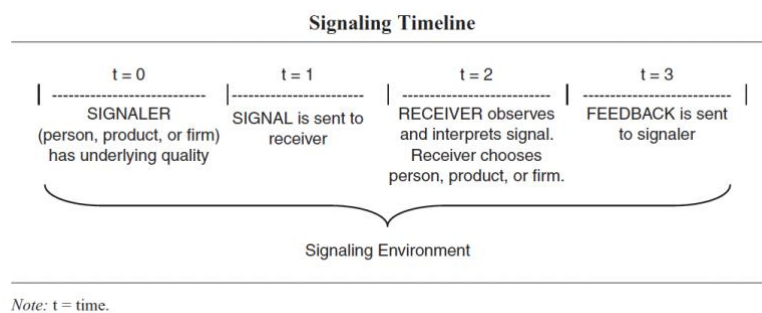 Signaling Timeline
t = 0
t = 1
t = 2
t = 3
SIGNALER
(person, product, or firm)
has underlying quality
SIGNAL is sent to
receiver
RECEIVER observes
and interprets signal.
Receiver chooses
person, product, or firm.
FEEDBACK is sent
to signaler
Signaling Environment
Note: t = time.